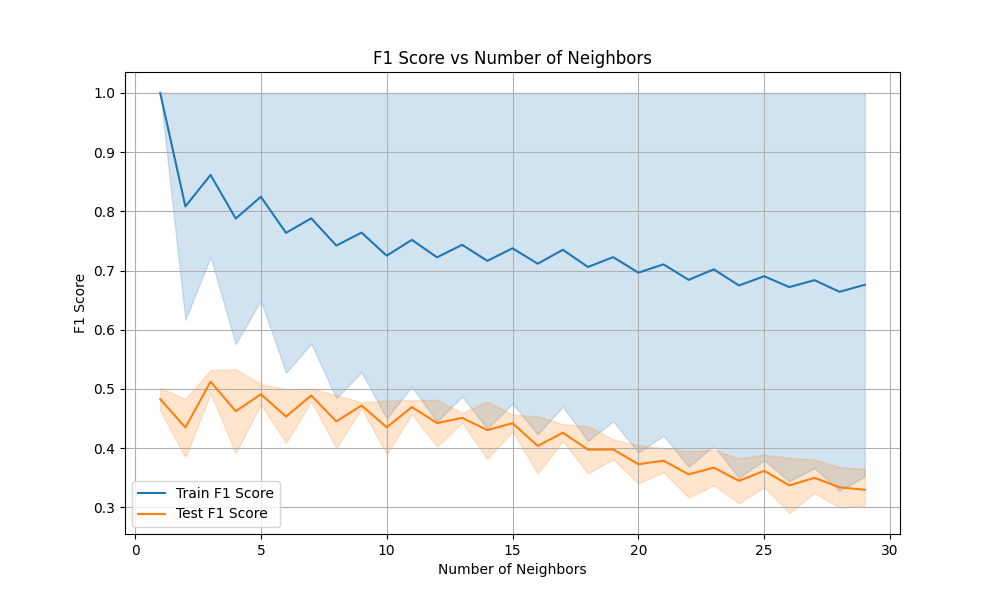 F1 Score vs Number of Neighbors
F1 Score
1.0
0.9
0.8
0.7
0.6
0.5
0.4
0.3
Train F1 Score
Test F1 Score
0 5 10 15 20 25 30
Number of Neighbors